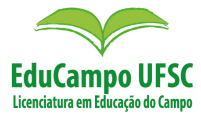 EduCampo UFSC
Licenciatura em Educação do Campo